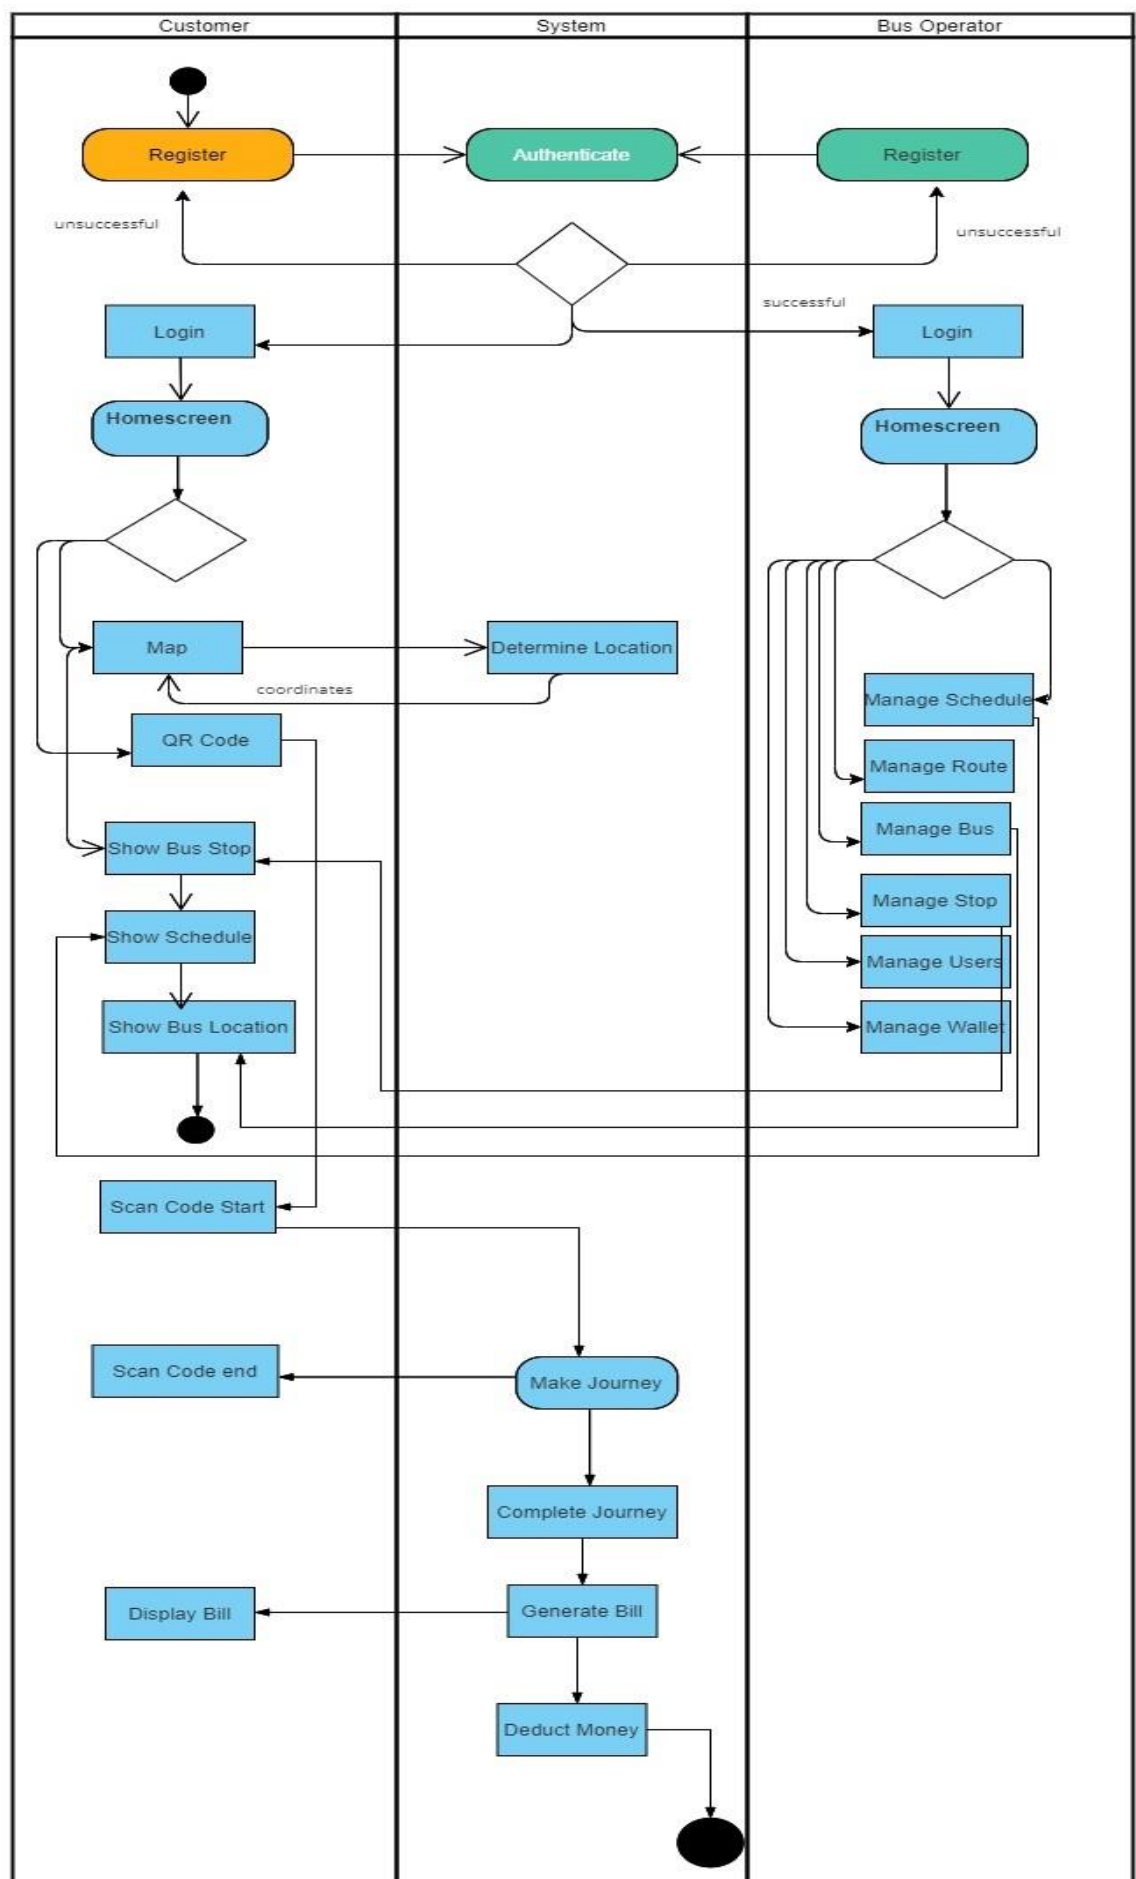 Customer
System
Bus Operator
Register
Authenticate
Register
unsuccessful
unsuccessful
successful
Login
Login
Homescreen
Homescreen
Map
Determine Location
coordinates
Manage Schedule
QR Code
Manage Route
Manage Bus
Show Bus Stop
Manage Stop
Show Schedule
Manage Users
Show Bus Location
Manage Wallet
Scan Code Start
Scan Code end
Make Journey
Complete Journey
Display Bill
Generate Bill
Deduct Money